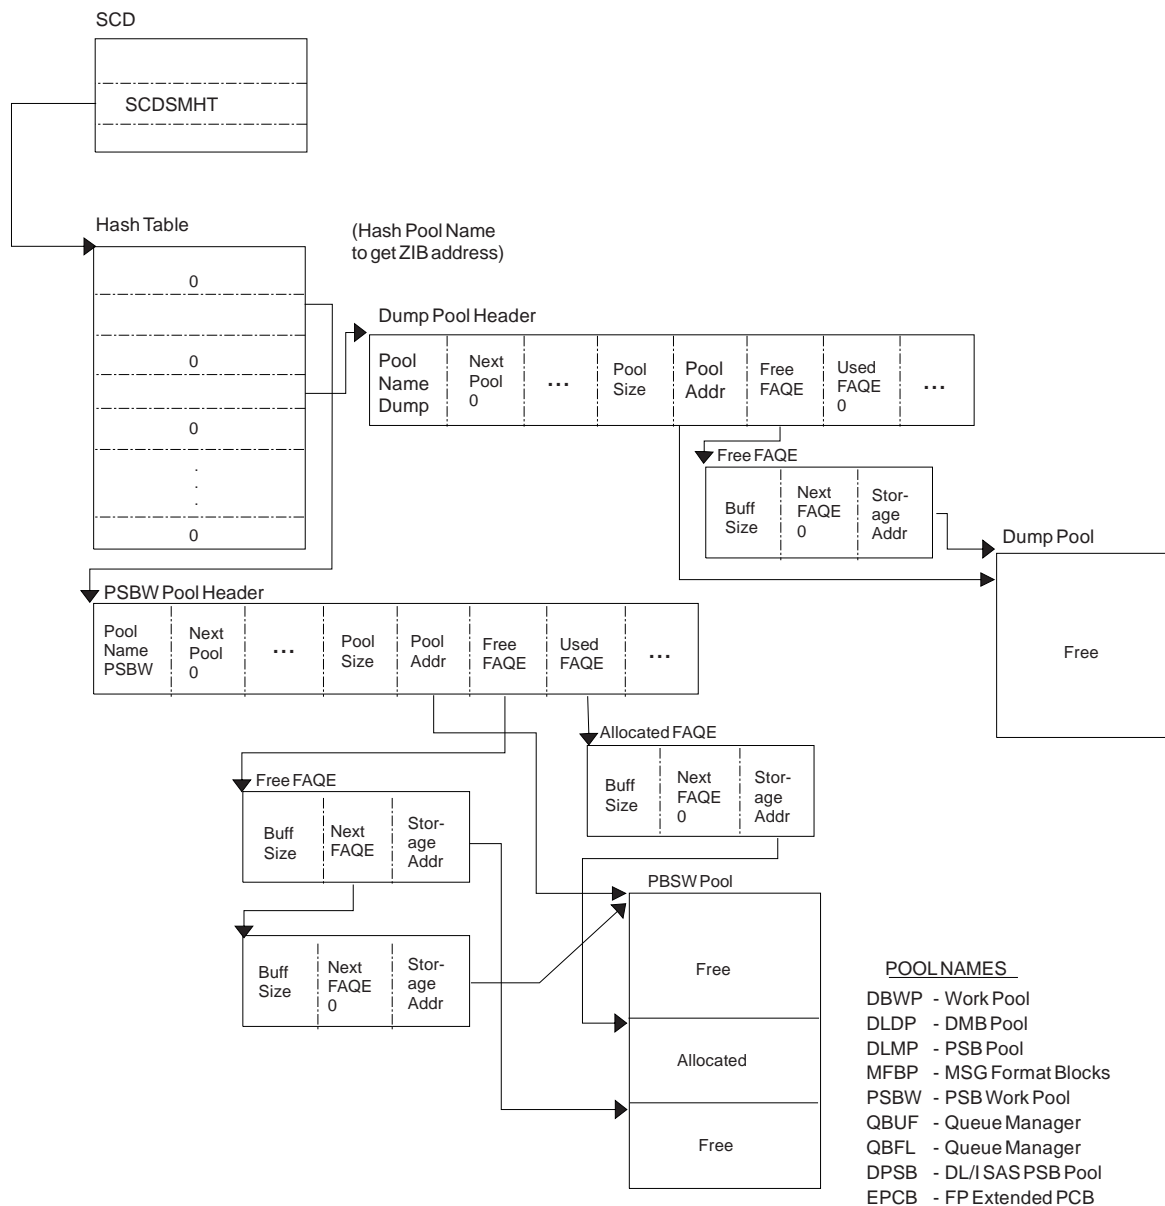 SCD
SCDSMHT
Hash Table
(Hash Pool Name
to get ZIB address)
0
0
0
.
.
.
0
Dump Pool Header
Pool
Name
Dump
Next
Pool
0
...
Pool
Size
Pool
Addr
Free
FAQE
Used
FAQE
0
...
Free FAQE
Buff
Size
Next
FAQE
0
Stor-
age
Addr
Dump Pool
Free
PSBW Pool Header
Pool
Name
PSBW
Next
Pool
0
...
Pool
Size
Pool
Addr
Free
FAQE
Used
FAQE
...
Allocated FAQE
Buff
Size
Next
FAQE
0
Stor-
age
Addr
Free FAQE
Buff
Size
Next
FAQE
Stor-
age
Addr
Buff
Size
Next
FAQE
0
Stor-
age
Addr
PBSW Pool
Free
Allocated
Free
POOL NAMES
DBWP - Work Pool
DLDP - DMB Pool
DLMP - PSB Pool
MFBP - MSG Format Blocks
PSBW - PSB Work Pool
QBUF - Queue Manager
QBFL - Queue Manager
DPSB - DL/I SAS PSB Pool
EPCB - FP Extended PCB